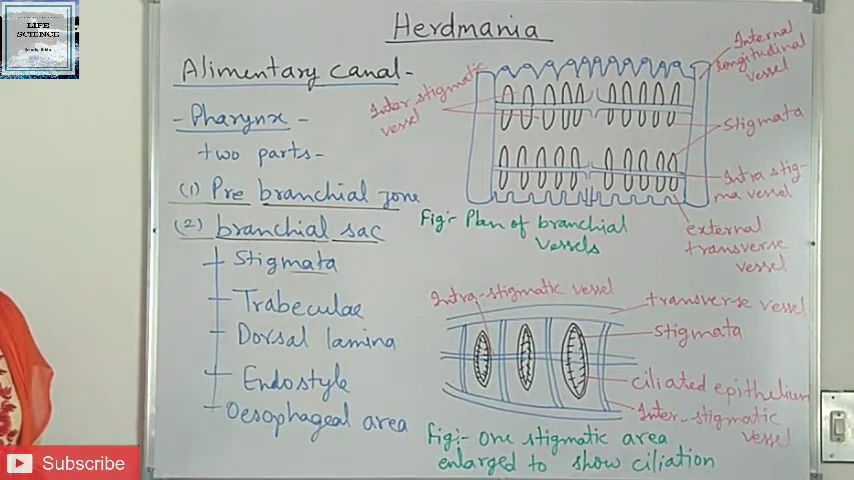 LIFE
SCIENCE
Herdmania
Alimentary canal-
- Pharynx -
two parts-
(1) Pre branchial zone
(2) branchial sac
Stigmata
Trabeculae
Dorsal lamina
Endostyle
Oesophageal area
Inter stigmatic
vessel
Internal
longitudinal
vessel
Stigmata
Intra stig-
ma vessel
external
transverse
vessel
Fig:- Plan of branchial
Vessels
Intra-stigmatic vessel
transverse vessel
Stigmata
ciliated epithelium
Inter-stigmatic
vessel
Fig:- One stigmatic area
enlarged to show ciliation
Subscribe